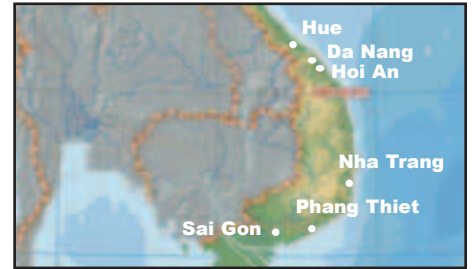 Hue
Da Nang
Hoi An
Nha Trang
Phang Thiet
Sai Gon